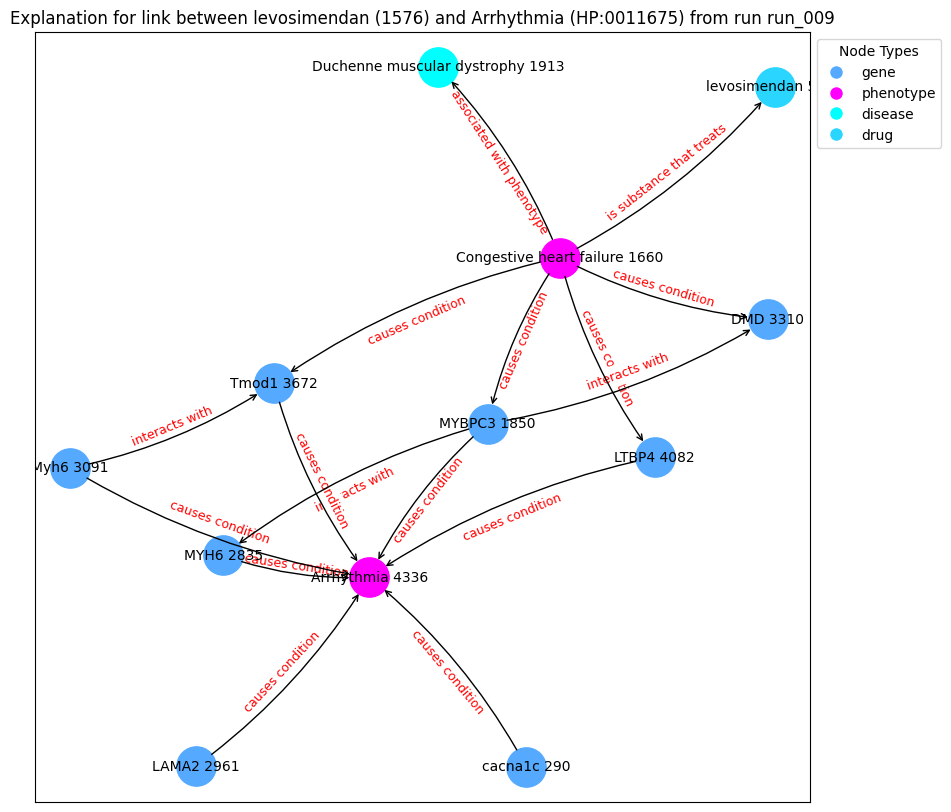 Explanation for link between levosimendan (1576) and Arrhythmia (HP:0011675) from run run_009
Node Types
gene
phenotype
disease
drug
Duchenne muscular dystrophy 1913
levosimendan
associated with phenotype
is substance that treats
Congestive heart failure 1660
causes condition
DMD 3310
causes condition
causes condition
causes co tion
interacts with
Tmod1 3672
interacts with
MYBPC3 1850
LTBP4 4082
Myh6 3091
causes condition
acts with
causes condition
causes condition
causes condition
MYH6 2835
causes condition
Arrhythmia 4336
causes condition
causes condition
LAMA2 2961
cacna1c 290